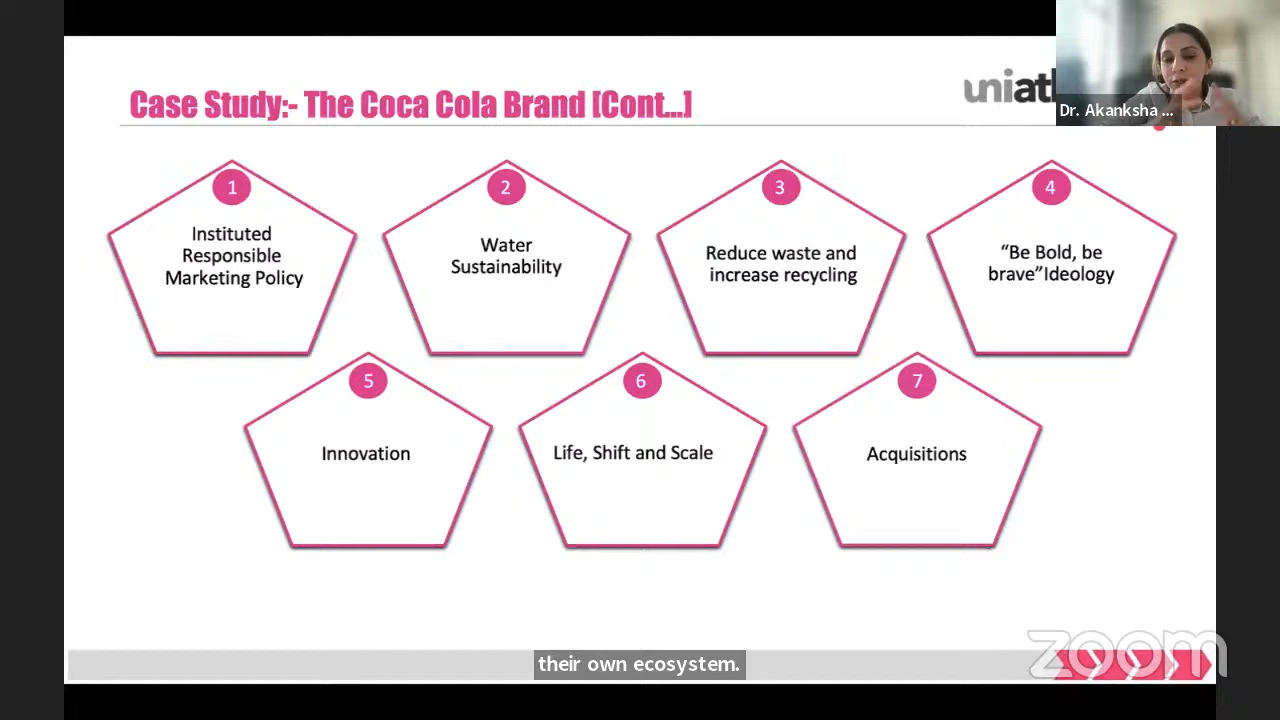 Case Study:- The Coca Cola Brand [Cont...]
uniatl
Dr. Akanksha ...
1
Instituted
Responsible
Marketing Policy
2
Water
Sustainability
3
Reduce waste and
increase recycling
4
“Be Bold, be
brave”Ideology
5
Innovation
6
Life, Shift and Scale
7
Acquisitions
their own ecosystem.
zoom